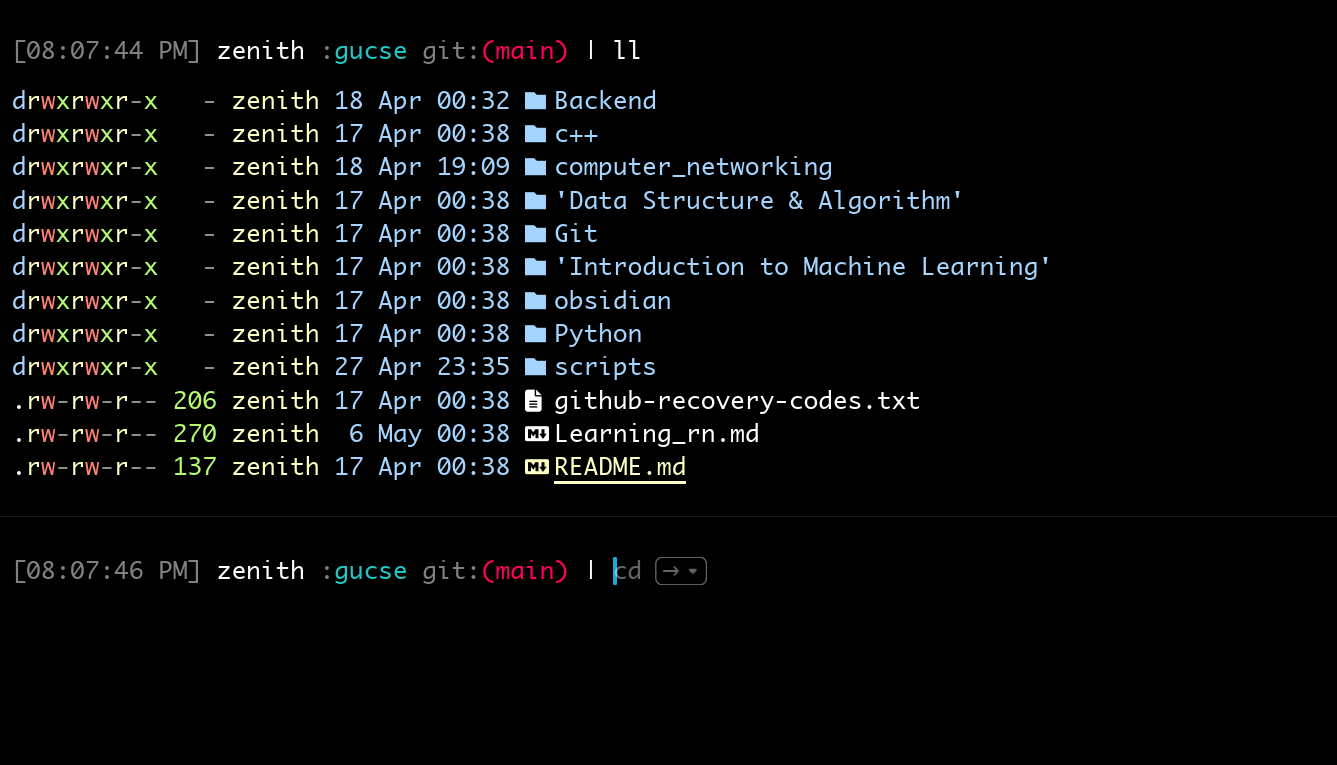 [08:07:44 PM] zenith :gucse git:(main) | ll
drwxrwxr-x   - zenith 18 Apr 00:32 Backend
drwxrwxr-x   - zenith 17 Apr 00:38 c++
drwxrwxr-x   - zenith 18 Apr 19:09 computer_networking
drwxrwxr-x   - zenith 17 Apr 00:38 'Data Structure & Algorithm'
drwxrwxr-x   - zenith 17 Apr 00:38 Git
drwxrwxr-x   - zenith 17 Apr 00:38 'Introduction to Machine Learning'
drwxrwxr-x   - zenith 17 Apr 00:38 obsidian
drwxrwxr-x   - zenith 17 Apr 00:38 Python
drwxrwxr-x   - zenith 27 Apr 23:35 scripts
.rw-rw-r-- 206 zenith 17 Apr 00:38 github-recovery-codes.txt
.rw-rw-r-- 270 zenith  6 May 00:38 Learning_rn.md
.rw-rw-r-- 137 zenith 17 Apr 00:38 README.md
[08:07:46 PM] zenith :gucse git:(main) | cd →